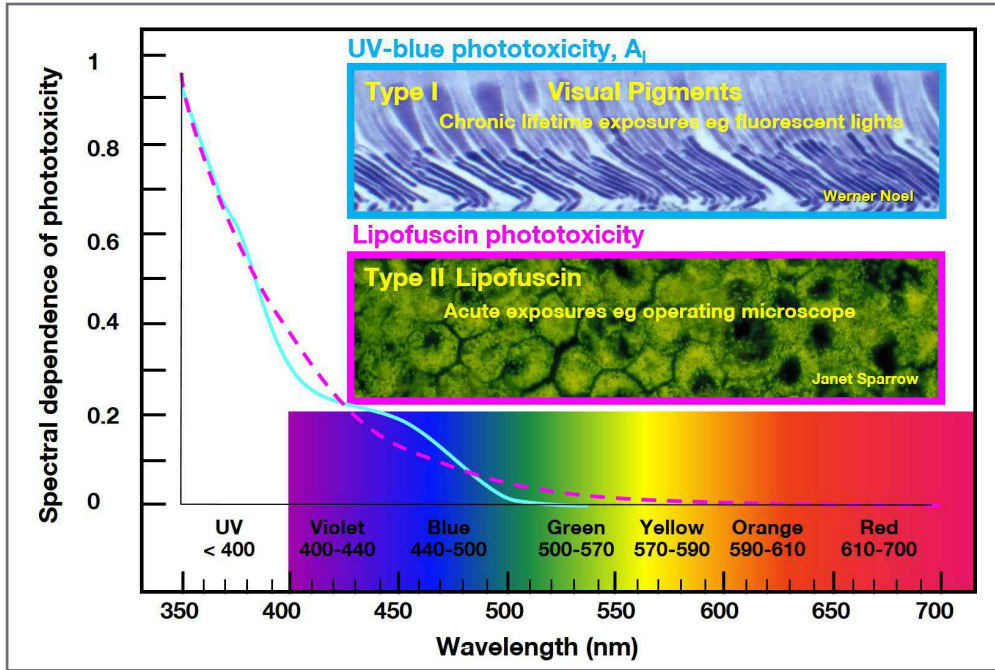 UV-blue phototoxicity, Aı
Type I Visual Pigments
Chronic lifetime exposures eg fluorescent lights
Werner Noel
Lipofuscin phototoxicity
Type II Lipofuscin
Acute exposures eg operating microscope
Janet Sparrow
Spectral dependence of phototoxicity
1
0.8
0.6
0.4
0.2
0
UV Violet Blue Green Yellow Orange Red
< 400 400-440 440-500 500-570 570-590 590-610 610-700
350 400 450 500 550 600 650 700
Wavelength (nm)